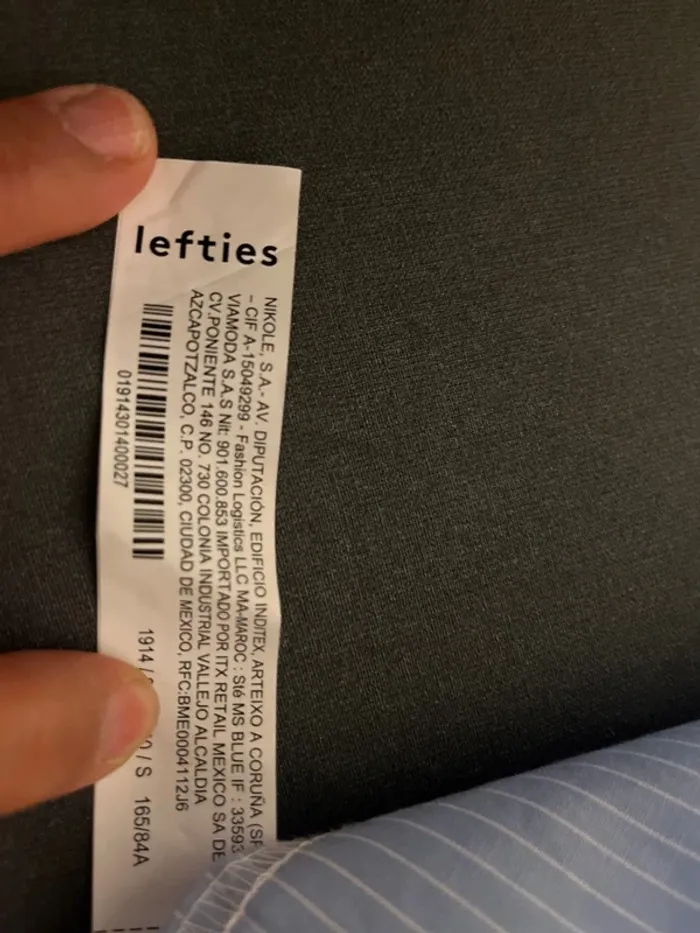 lefties
NIKOLE, S.A.- AV. DIPUTACIÓN, EDIFICIO INDITEX, ARTEIXO A CORUÑA
- CIF A-15049299 - Fashion Logistics LLC MA-MAROC : Sté MS BLUE IF : 33593
VIAMODA S.A.S Nit: 901.600.853 IMPORTADO POR ITX RETAIL MEXICO SA DE
CV.PONIENTE 146 NO. 730 COLONIA INDUSTRIAL VALLEJO ALCALDIA
AZCAPOTZALCO, C.P. 02300, CIUDAD DE MEXICO, RFC:BME0004112J6
01914301400027
1914 / / S 165/84A